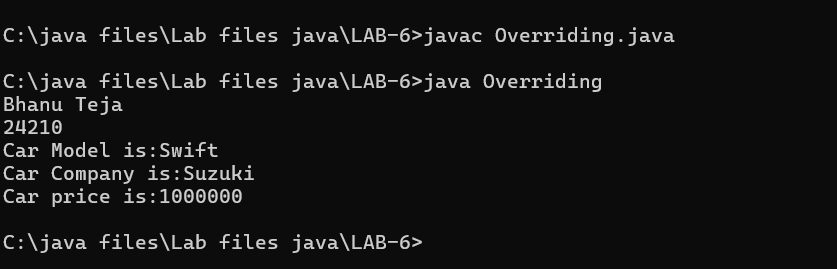 C:\java files\Lab files java\LAB-6>javac Overriding.java
C:\java files\Lab files java\LAB-6>java Overriding
Bhanu Teja
24210
Car Model is:Swift
Car Company is:Suzuki
Car price is:1000000
C:\java files\Lab files java\LAB-6>